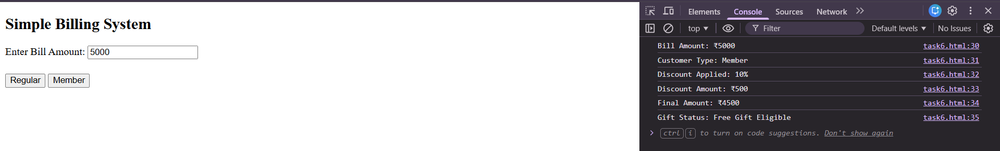 Simple Billing System
Enter Bill Amount: 5000
Regular Member
Elements Console Sources Network
top Filter Default levels No Issues
Bill Amount: ₹5000 task6.html:30
Customer Type: Member task6.html:31
Discount Applied: 10% task6.html:32
Discount Amount: ₹500 task6.html:33
Final Amount: ₹4500 task6.html:34
Gift Status: Free Gift Eligible task6.html:35
ctrl i to turn on code suggestions. Don't show again